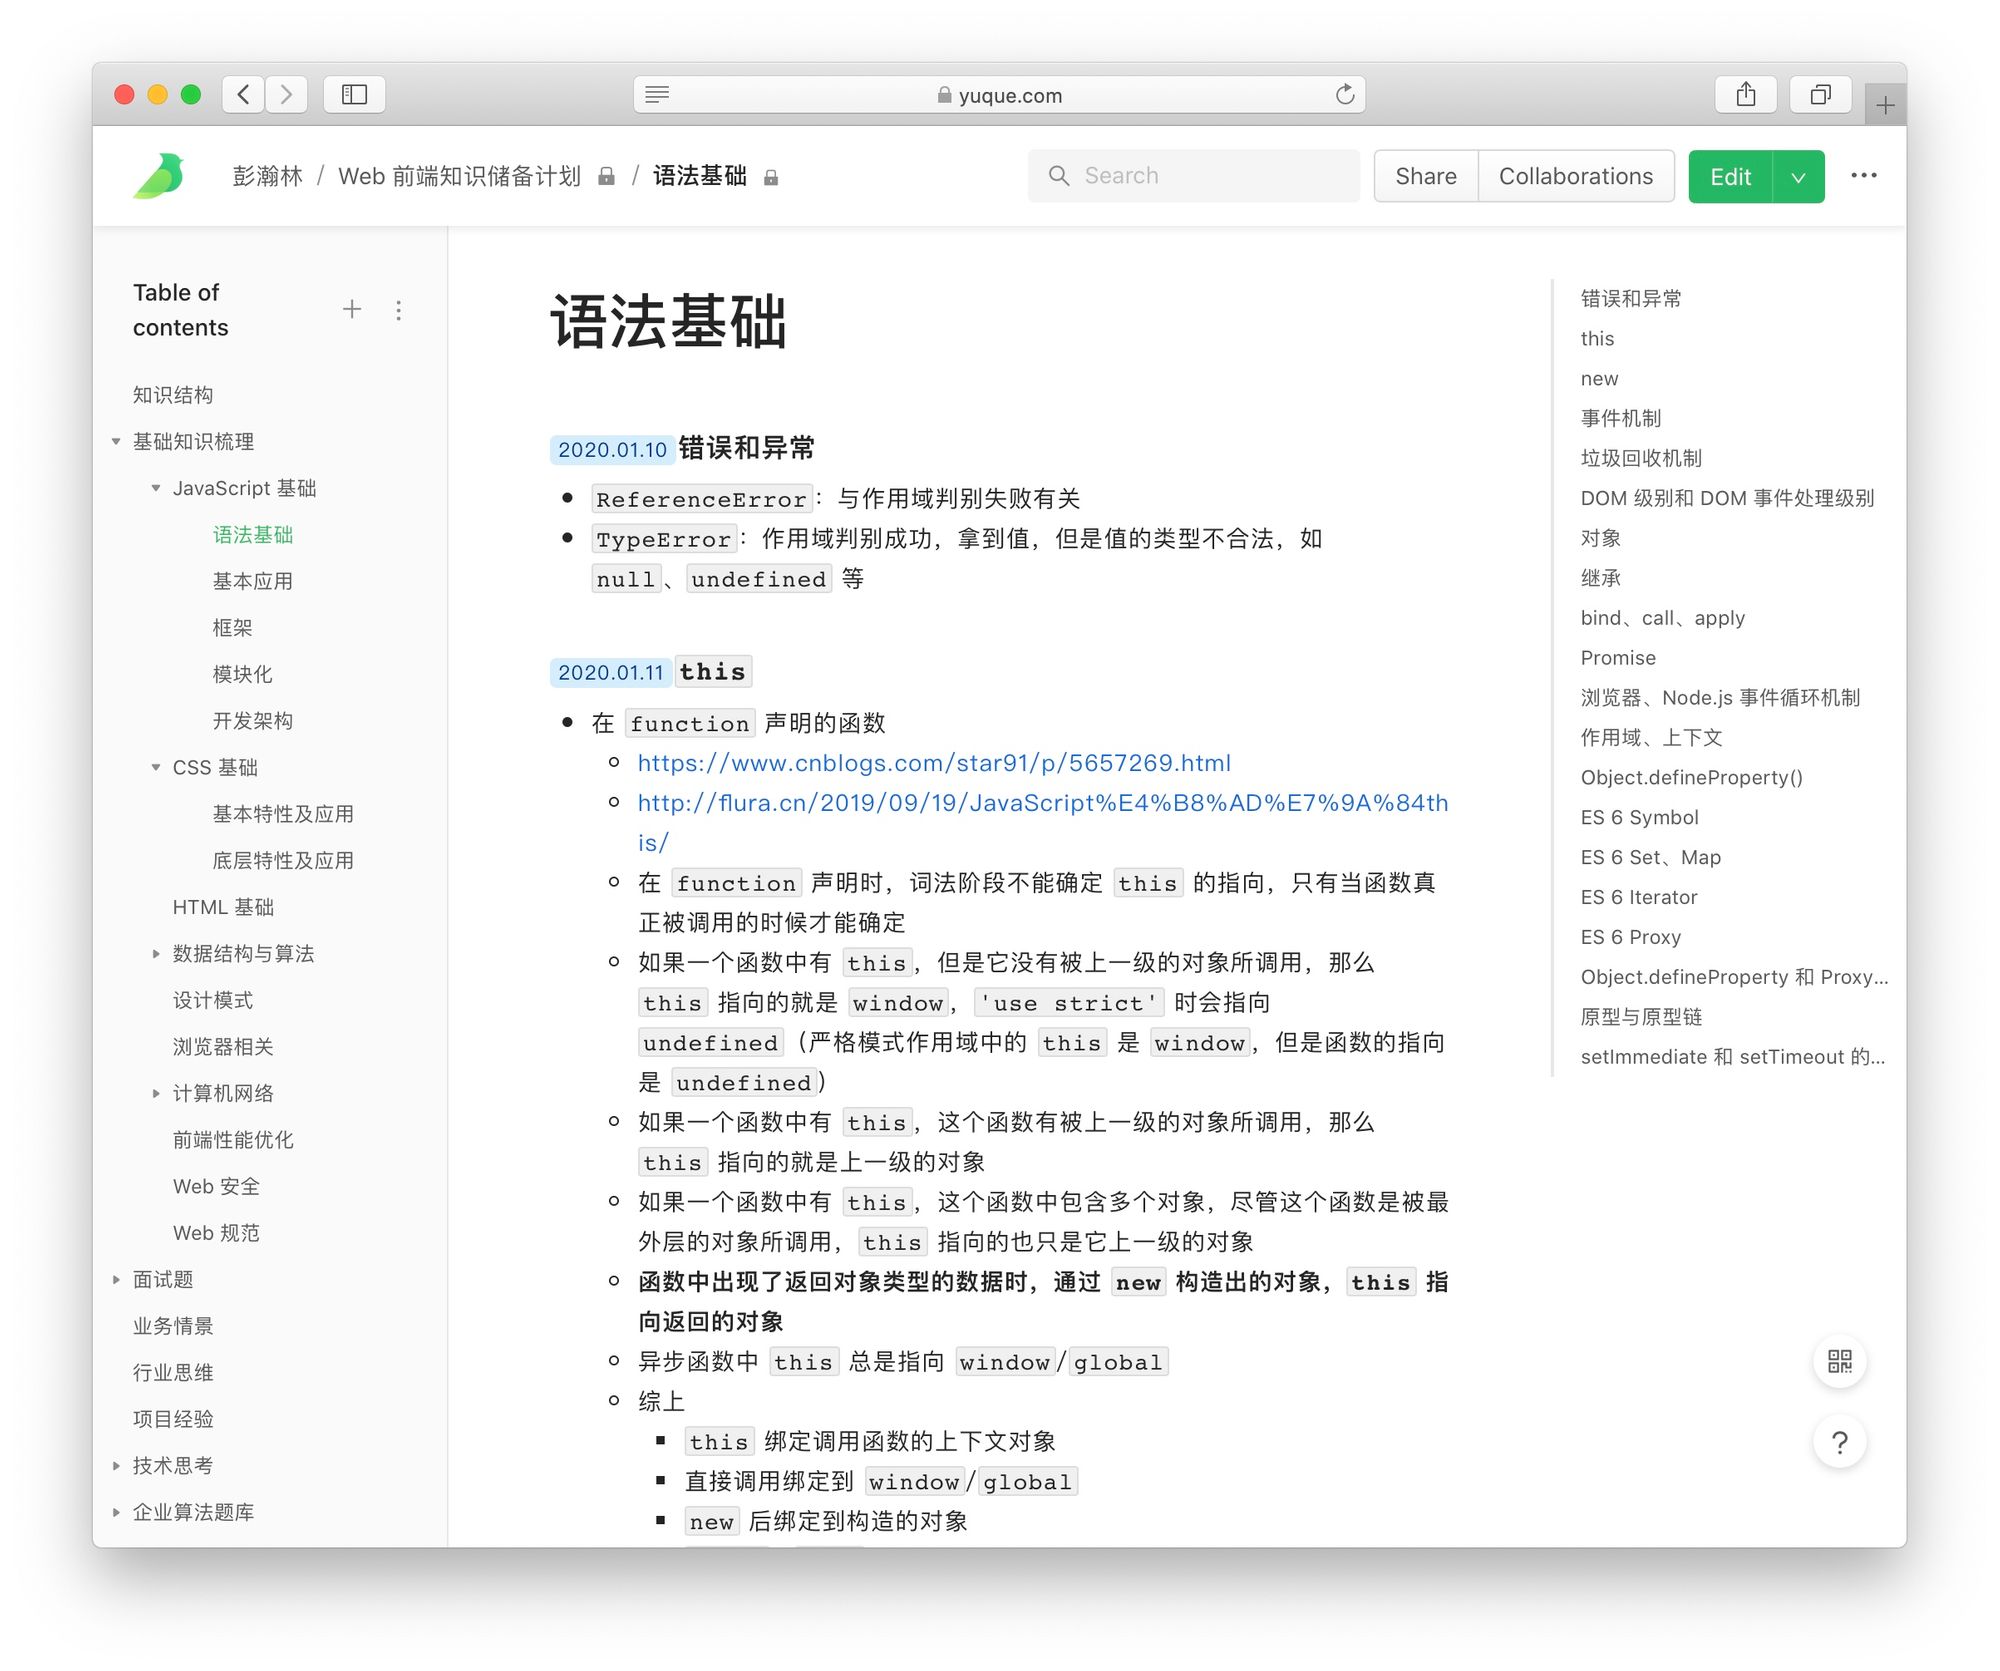 yuque.com
彭瀚林 / Web 前端知识储备计划 / 语法基础
Search
Share
Collaborations
Edit
Table of
contents
知识结构
基础知识梳理
JavaScript 基础
语法基础
基本应用
框架
模块化
开发架构
CSS 基础
基本特性及应用
底层特性及应用
HTML 基础
数据结构与算法
设计模式
浏览器相关
计算机网络
前端性能优化
Web 安全
Web 规范
面试题
业务情景
行业思维
项目经验
技术思考
企业算法题库
语法基础
2020.01.10 错误和异常
ReferenceError：与作用域判别失败有关
TypeError：作用域判别成功，拿到值，但是值的类型不合法，如
null、undefined 等
2020.01.11 this
在 function 声明的函数
https://www.cnblogs.com/star91/p/5657269.html
http://flura.cn/2019/09/19/JavaScript%E4%B8%AD%E7%9A%84th
is/
在 function 声明时，词法阶段不能确定 this 的指向，只有当函数真
正被调用的时候才能确定
如果一个函数中有 this，但是它没有被上一级的对象所调用，那么
this 指向的就是 window，'use strict' 时会指向
undefined（严格模式作用域中的 this 是 window，但是函数的指向
是 undefined）
如果一个函数中有 this，这个函数有被上一级的对象所调用，那么
this 指向的就是上一级的对象
如果一个函数中有 this，这个函数中包含多个对象，尽管这个函数是被最
外层的对象所调用，this 指向的也只是它上一级的对象
函数中出现了返回对象类型的数据时，通过 new 构造出的对象，this 指
向返回的对象
异步函数中 this 总是指向 window/global
综上
this 绑定调用函数的上下文对象
直接调用绑定到 window/global
new 后绑定到构造的对象
错误和异常
this
new
事件机制
垃圾回收机制
DOM 级别和 DOM 事件处理级别
对象
继承
bind、call、apply
Promise
浏览器、Node.js 事件循环机制
作用域、上下文
Object.defineProperty()
ES 6 Symbol
ES 6 Set、Map
ES 6 Iterator
ES 6 Proxy
Object.defineProperty 和 Proxy...
原型与原型链
setImmediate 和 setTimeout 的...
?